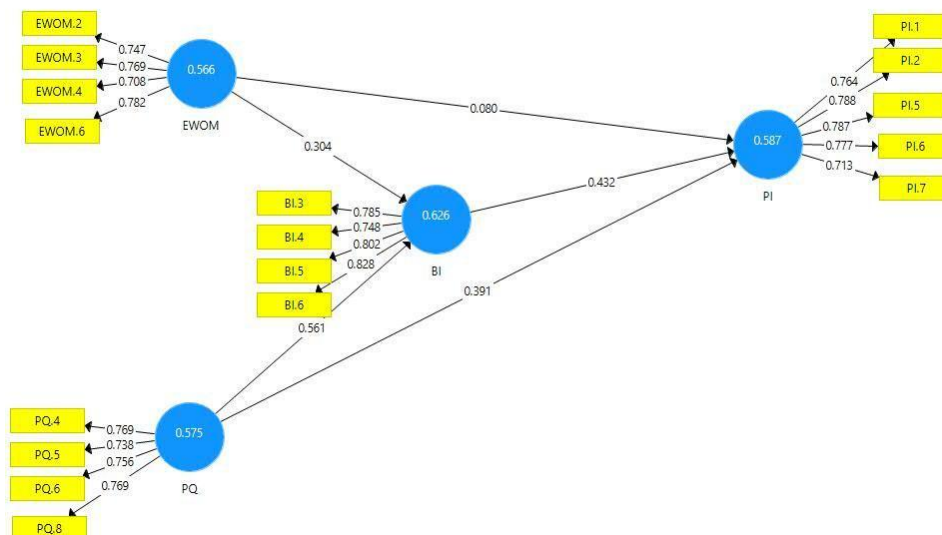 EWOM.2
EWOM.3
EWOM.4
EWOM.6
0.747
0.769
0.708
0.782
0.566
EWOM
0.080
0.304
PI.1
PI.2
PI.5
PI.6
PI.7
0.764
0.788
0.787
0.777
0.713
0.587
PI
BI.3
BI.4
BI.5
BI.6
0.785
0.748
0.802
0.828
0.626
BI
0.432
0.561
0.391
PQ.4
PQ.5
PQ.6
PQ.8
0.769
0.738
0.756
0.769
0.575
PQ